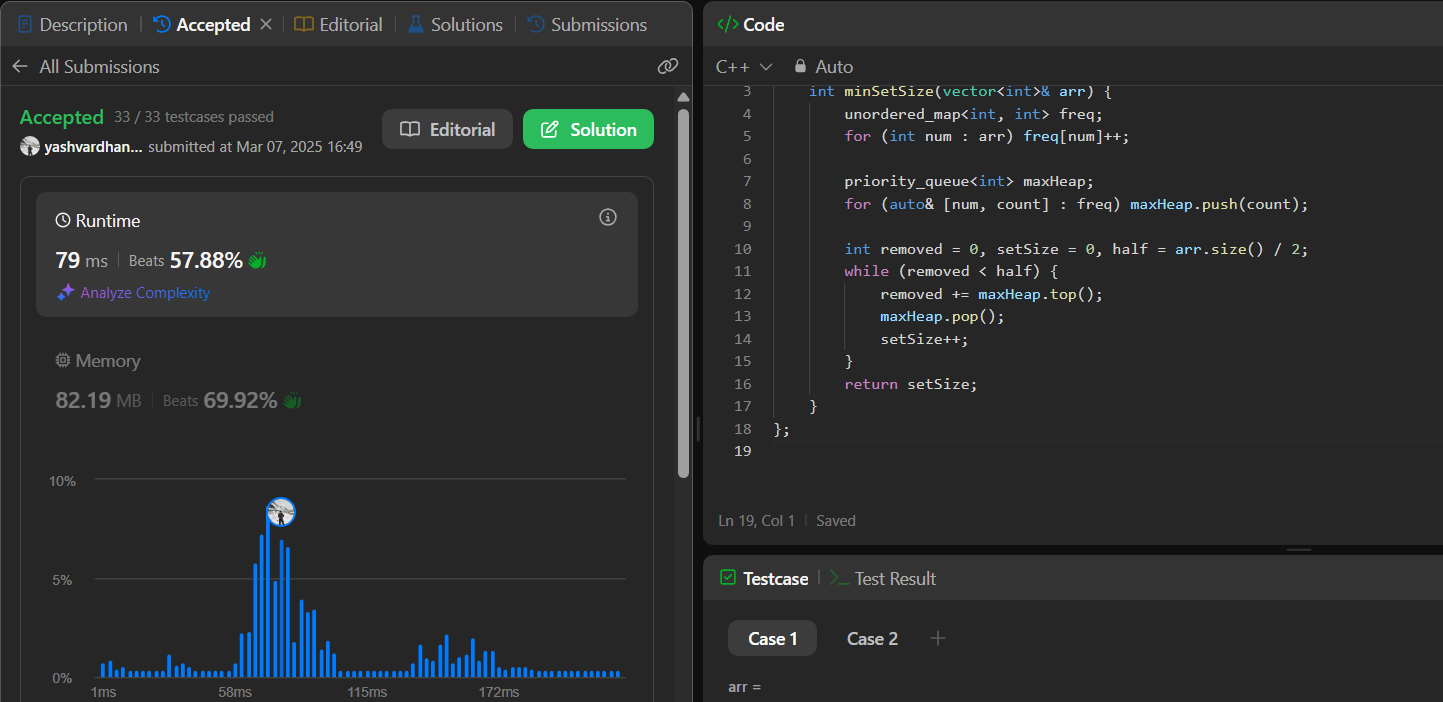 Description | Accepted × | Editorial | Solutions | Submissions
← All Submissions
Accepted 33 / 33 testcases passed
yashvardhan... submitted at Mar 07, 2025 16:49
Editorial
Solution
Runtime
79 ms | Beats 57.88%
Analyze Complexity
Memory
82.19 MB | Beats 69.92%
10%
5%
0%
1ms 58ms 115ms 172ms
</> Code
C++ Auto
3 int minSetSize(vector<int>& arr) {
4 unordered_map<int, int> freq;
5 for (int num : arr) freq[num]++;
6
7 priority_queue<int> maxHeap;
8 for (auto& [num, count] : freq) maxHeap.push(count);
9
10 int removed = 0, setSize = 0, half = arr.size() / 2;
11 while (removed < half) {
12 removed += maxHeap.top();
13 maxHeap.pop();
14 setSize++;
15 }
16 return setSize;
17 }
18 };
19
Ln 19, Col 1 | Saved
Testcase | >_ Test Result
Case 1 Case 2 +
arr =